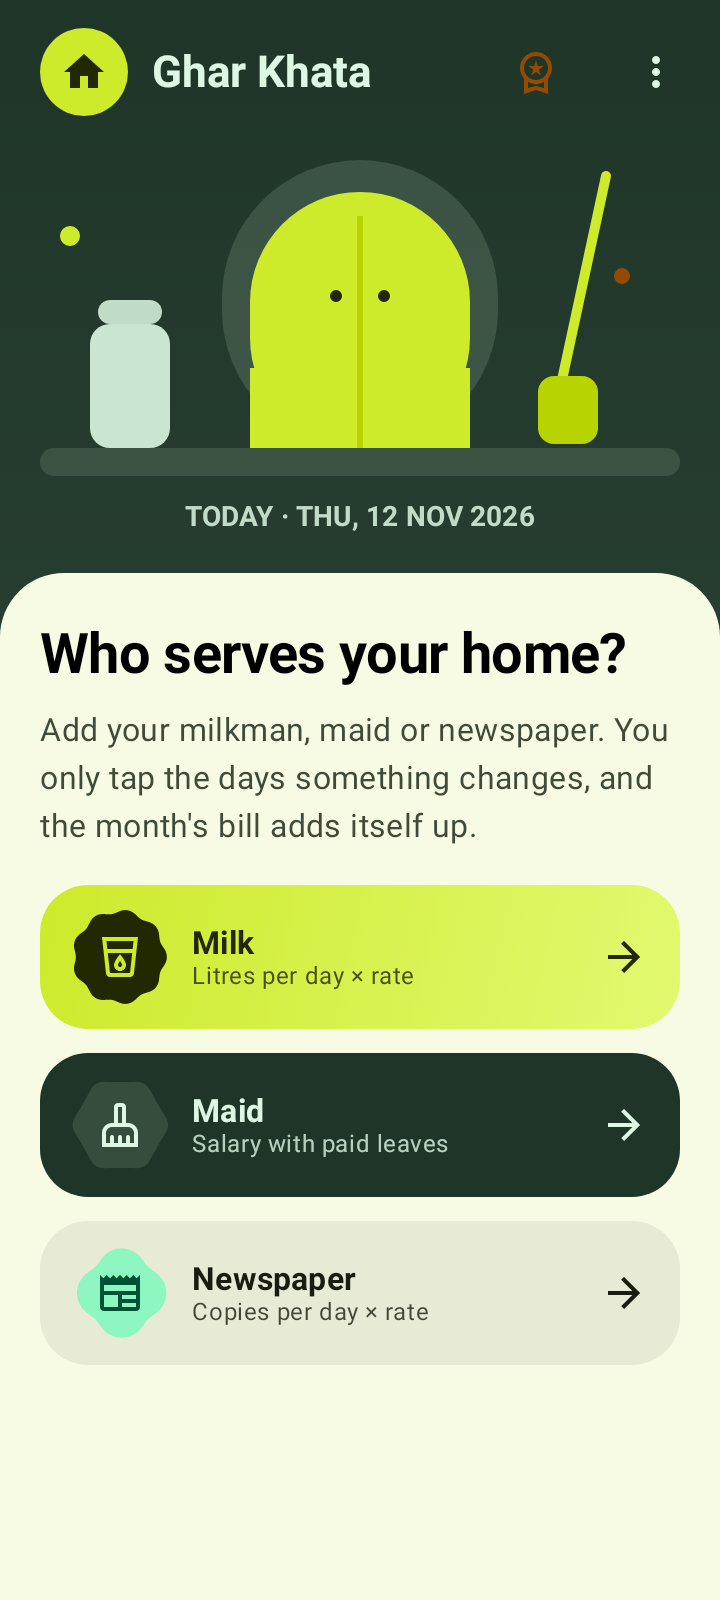 Ghar Khata
TODAY · THU, 12 NOV 2026
Who serves your home?
Add your milkman, maid or newspaper. You
only tap the days something changes, and
the month's bill adds itself up.
Milk
Litres per day × rate
Maid
Salary with paid leaves
Newspaper
Copies per day × rate